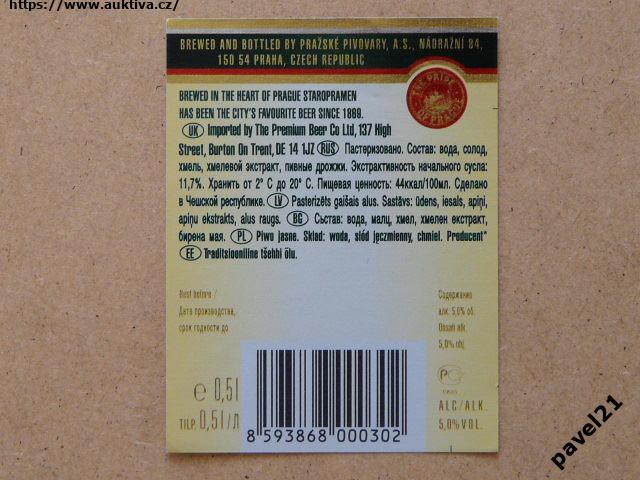 https://www.auktiva.cz/
BREWED AND BOTTLED BY PRAŽSKÉ PIVOVARY, A.S., NÁDRAŽNÍ 84,
150 54 PRAHA, CZECH REPUBLIC
THE PRIDE OF PRAGUE
BREWED IN THE HEART OF PRAGUE STAROPRAMEN
HAS BEEN THE CITY'S FAVOURITE BEER SINCE 1869.
UK Imported by The Premium Beer Co Ltd, 137 High
Street, Burton On Trent, DE 14 1JZ RUS Пастеризовано. Состав: вода, солод,
хмель, хмелевой экстракт, пивные дрожжи. Экстрактивность начального сусла:
11,7%. Хранить от 2° С до 20° С. Пищевая ценность: 44ккал/100мл. Сделано
в Чешской республике. LV Pasterizēts gaišais alus. Sastāvs: ūdens, iesals, apiņi,
apiņu ekstrakts, alus raugs. BG Състав: вода, малц, хмел, хмелен екстракт,
бирена мая. PL Piwo jasne. Skład: woda, słód jęczmienny, chmiel. Producent*
EE Traditsiooniline tšehhi õlu.
Best before /
Дата производства,
срок годности до
Содержание
алк. 5,0% об.
Obsah alk.
5,0% obj.
e 0,5l
TILP. 0,5l/л
ALC/ALK.
5,0% VOL.
8 593868 000302
pavel21